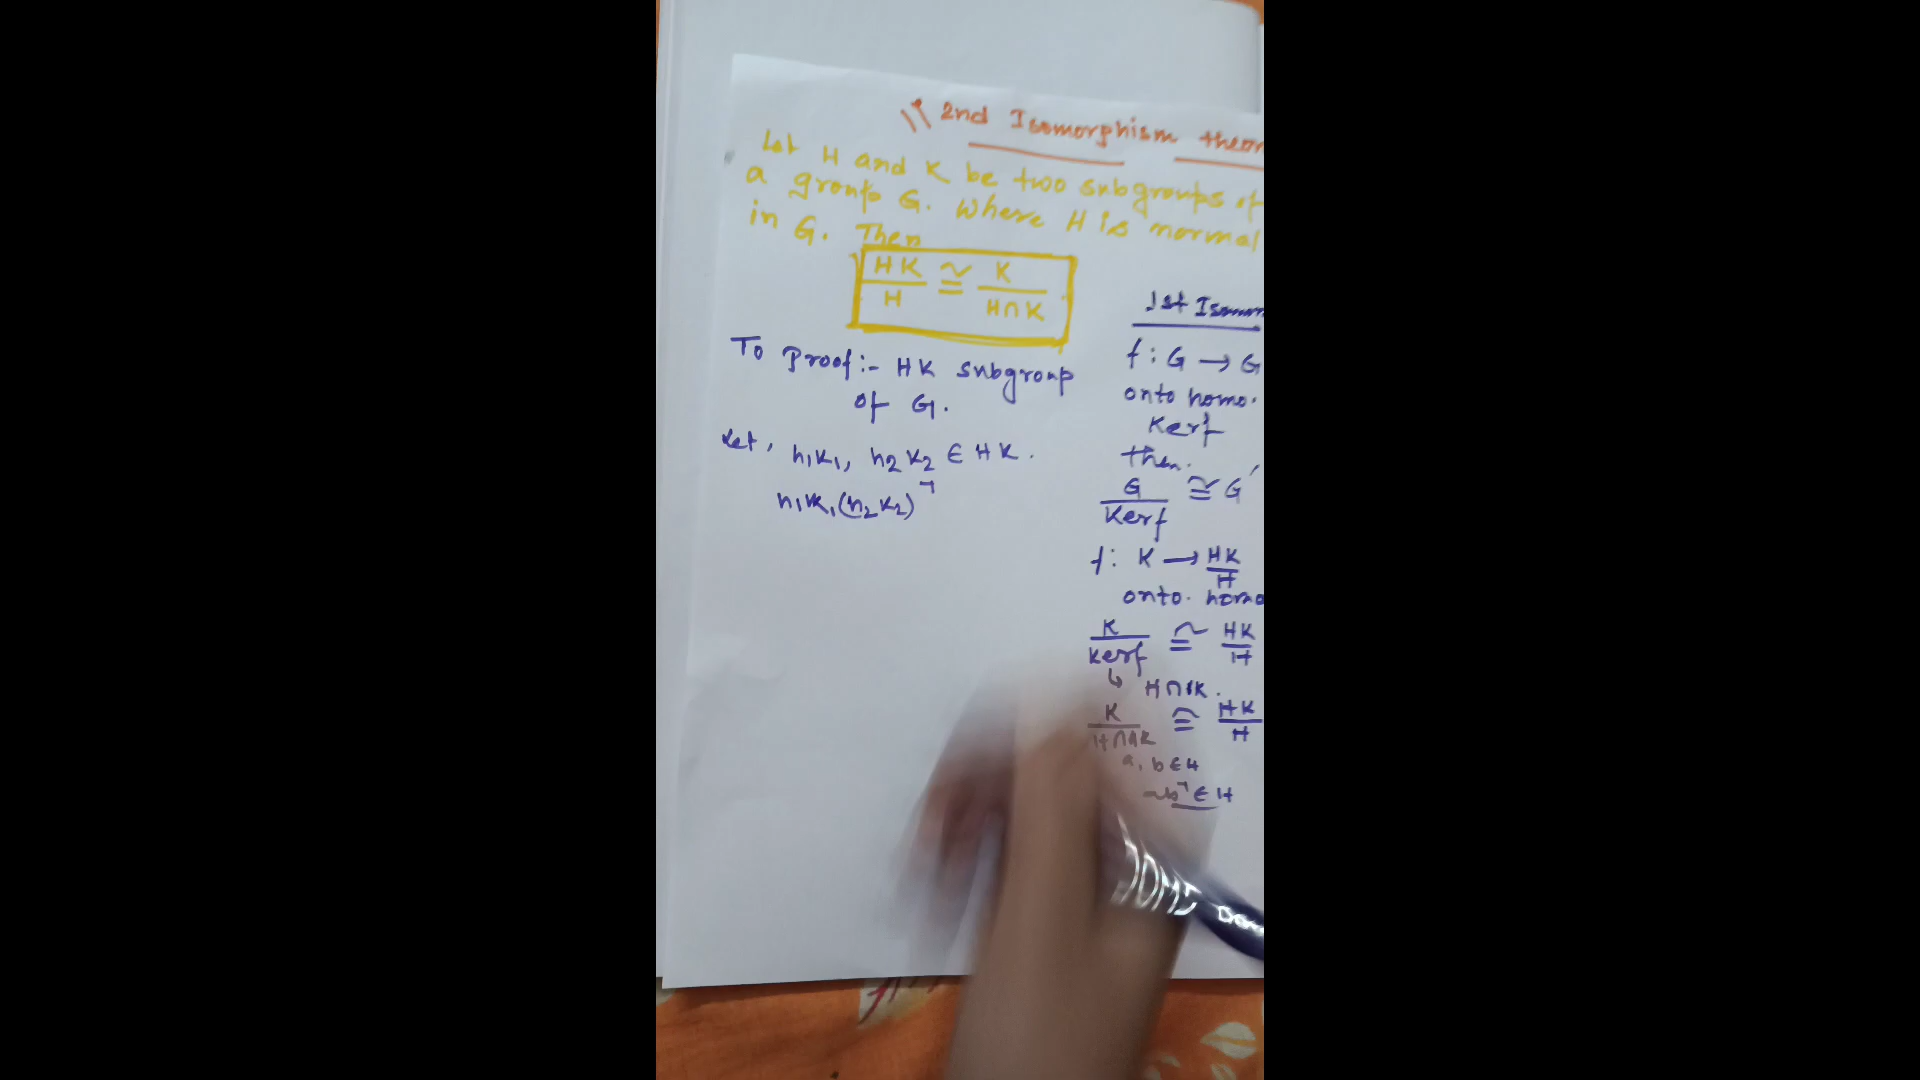 2nd Isomorphism
Let H and K be two subgroups of
a group G. Where H is normal
in G. Then
HK/H ≅ K/H∩K
To Proof:- HK subgroup
of G.
Let, h₁k₁, h₂k₂ ∈ HK.
h₁k₁(h₂k₂)⁻¹
1st
f: G → G
onto homo.
Kerf
then.
G/Kerf ≅ G′
f: K → HK/H
onto. homo
K/Kerf ≅ HK/H
↳ H∩K.
K/H∩K ≅ HK/H
a, b ∈ H
ab⁻¹ ∈ H